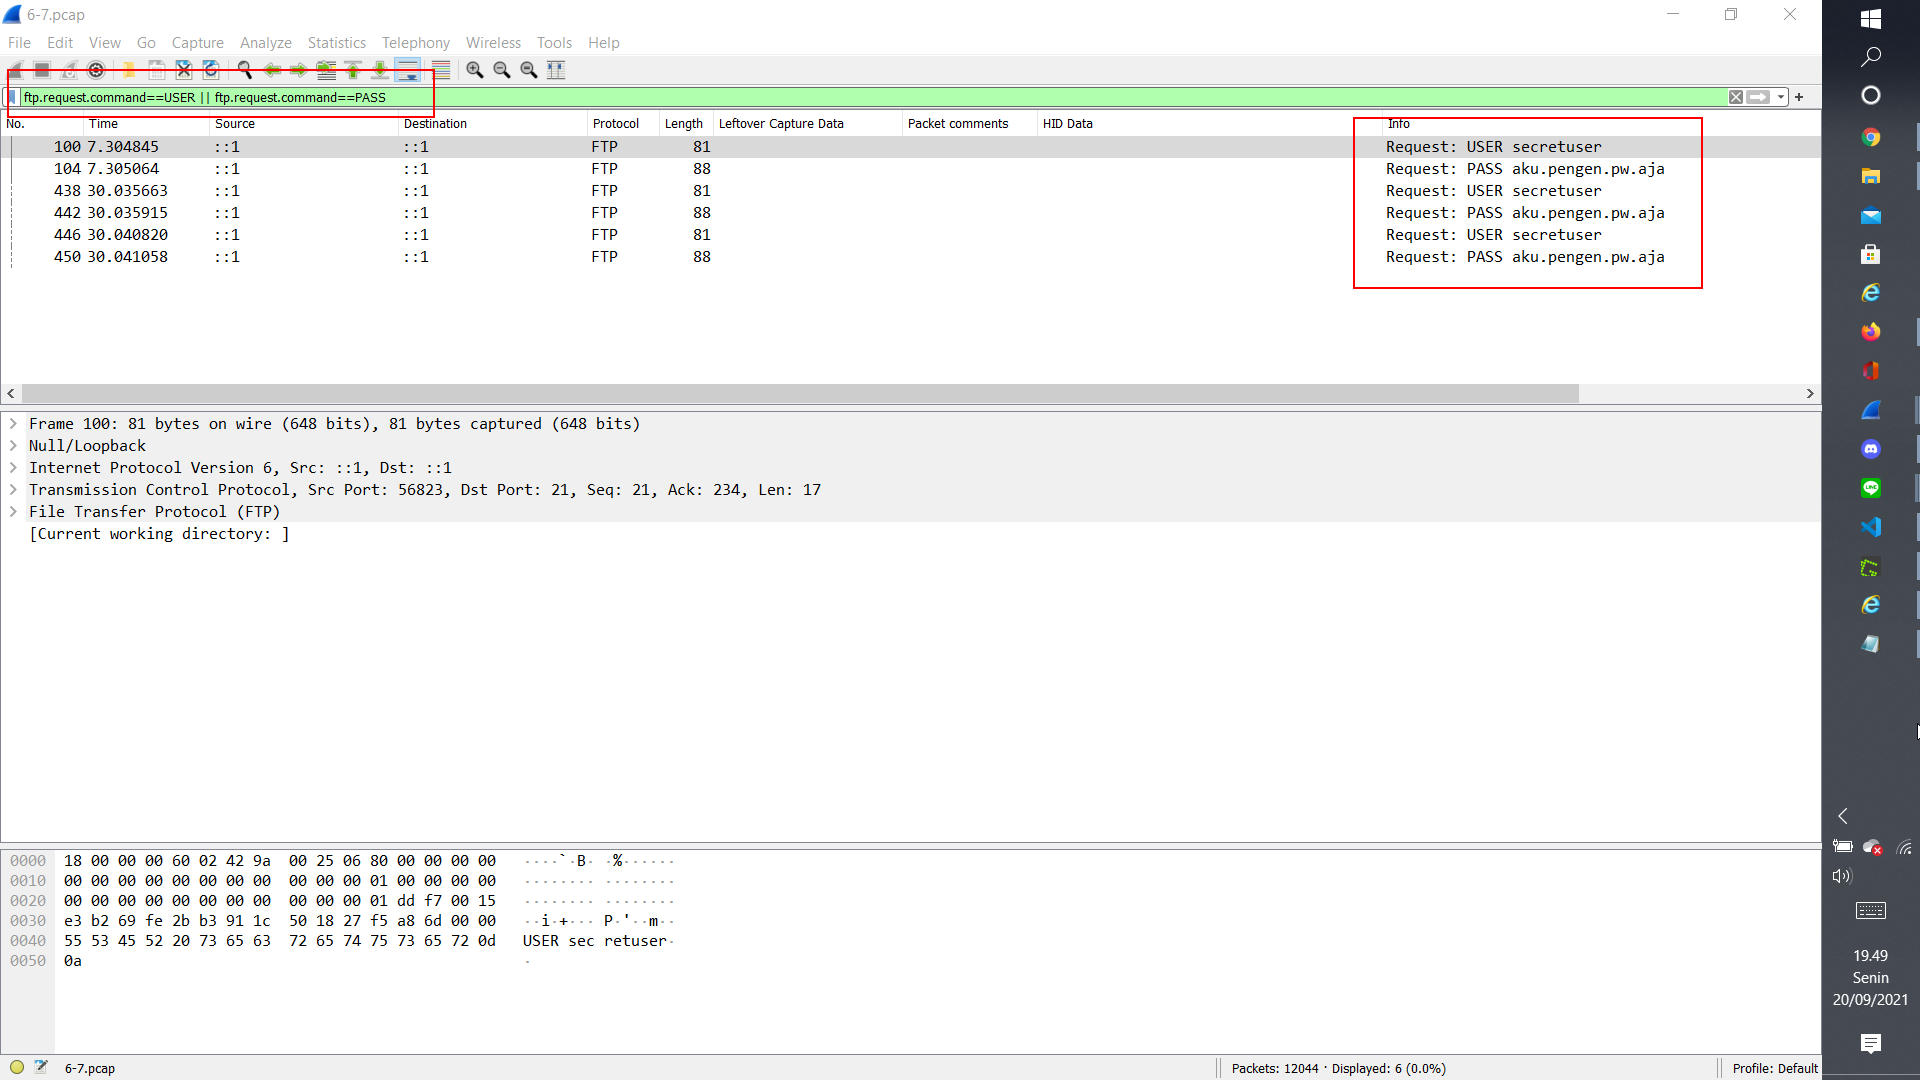 6-7.pcap
File Edit View Go Capture Analyze Statistics Telephony Wireless Tools Help
ftp.request.command==USER || ftp.request.command==PASS
No. Time Source Destination Protocol Length Leftover Capture Data Packet comments HID Data Info
100 7.304845 ::1 ::1 FTP 81 Request: USER secretuser
104 7.305064 ::1 ::1 FTP 88 Request: PASS aku.pengen.pw.aja
438 30.035663 ::1 ::1 FTP 81 Request: USER secretuser
442 30.035915 ::1 ::1 FTP 88 Request: PASS aku.pengen.pw.aja
446 30.040820 ::1 ::1 FTP 81 Request: USER secretuser
450 30.041058 ::1 ::1 FTP 88 Request: PASS aku.pengen.pw.aja
Frame 100: 81 bytes on wire (648 bits), 81 bytes captured (648 bits)
Null/Loopback
Internet Protocol Version 6, Src: ::1, Dst: ::1
Transmission Control Protocol, Src Port: 56823, Dst Port: 21, Seq: 21, Ack: 234, Len: 17
File Transfer Protocol (FTP)
[Current working directory: ]
0000 18 00 00 00 60 02 42 9a 00 25 06 80 00 00 00 00 ····`·B· ·%······
0010 00 00 00 00 00 00 00 00 00 00 00 01 00 00 00 00 ········ ········
0020 00 00 00 00 00 00 00 00 00 00 00 01 dd f7 00 15 ········ ········
0030 e3 b2 69 fe 2b b3 91 1c 50 18 27 f5 a8 6d 00 00 ··i·+··· P·'··m··
0040 55 53 45 52 20 73 65 63 72 65 74 75 73 65 72 0d USER sec retuser·
0050 0a ·
6-7.pcap
Packets: 12044 · Displayed: 6 (0.0%)
Profile: Default
19.49
Senin
20/09/2021